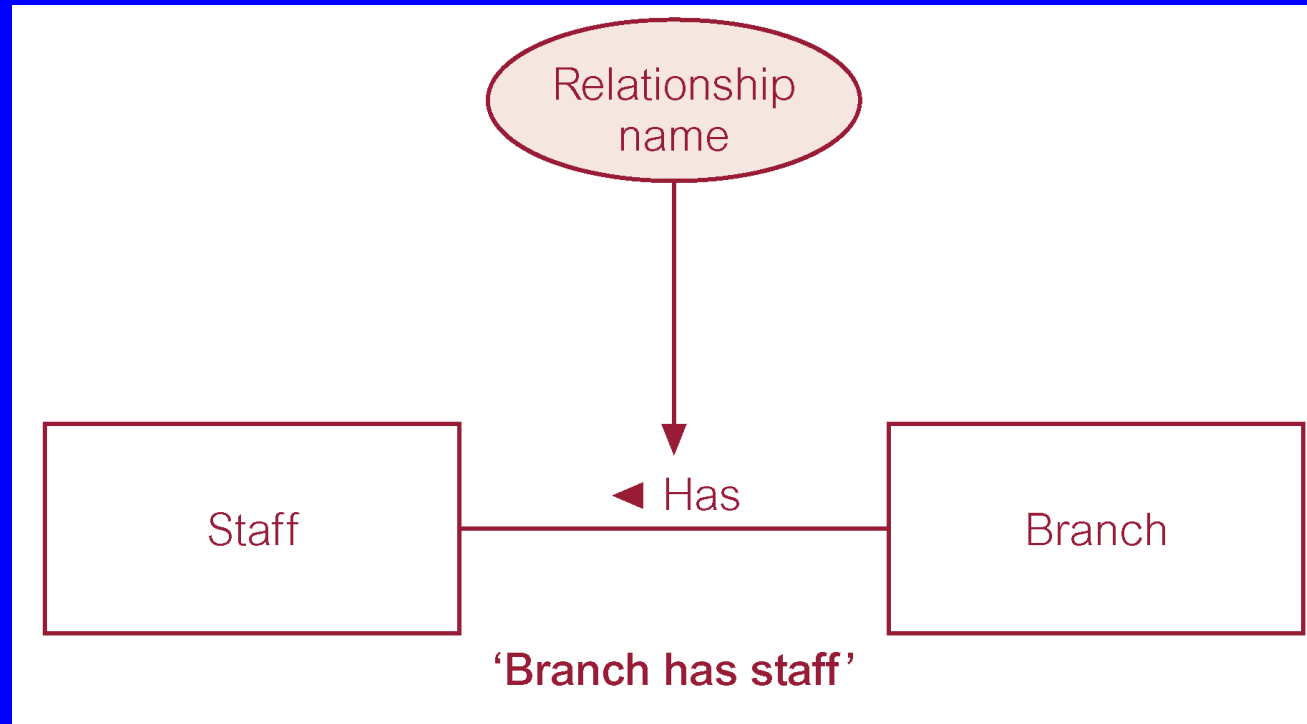 Relationship
name
◄ Has
Staff
Branch
‘Branch has staff’